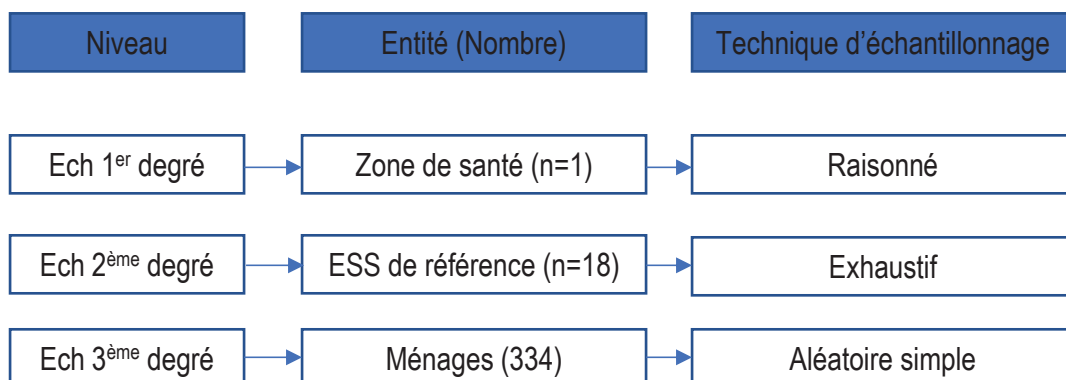 Niveau Entité (Nombre) Technique d'échantillonnage
Ech 1er degré Zone de santé (n=1) Raisonné
Ech 2ème degré ESS de référence (n=18) Exhaustif
Ech 3ème degré Ménages (334) Aléatoire simple